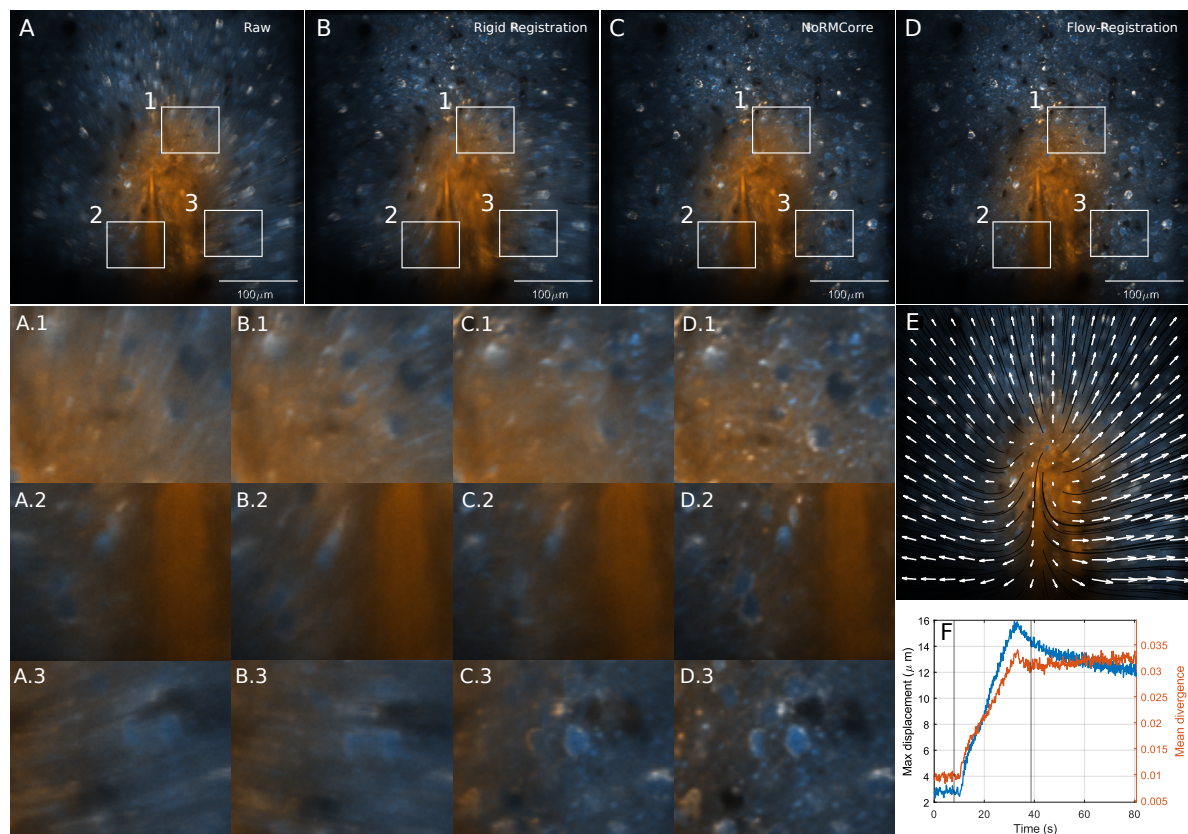 A
Raw
B
Rigid Registration
C
NoRMCorre
D
Flow-Registration
1
2
3
100μm
1
2
3
100μm
1
2
3
100μm
1
2
3
100μm
A.1
B.1
C.1
D.1
E
A.2
B.2
C.2
D.2
A.3
B.3
C.3
D.3
F
Max displacement (μ m)
16
14
12
10
8
6
4
2
0.035
0.03
0.025
0.02
0.015
0.01
0.005
Mean divergence
0 20 40 60 80
Time (s)